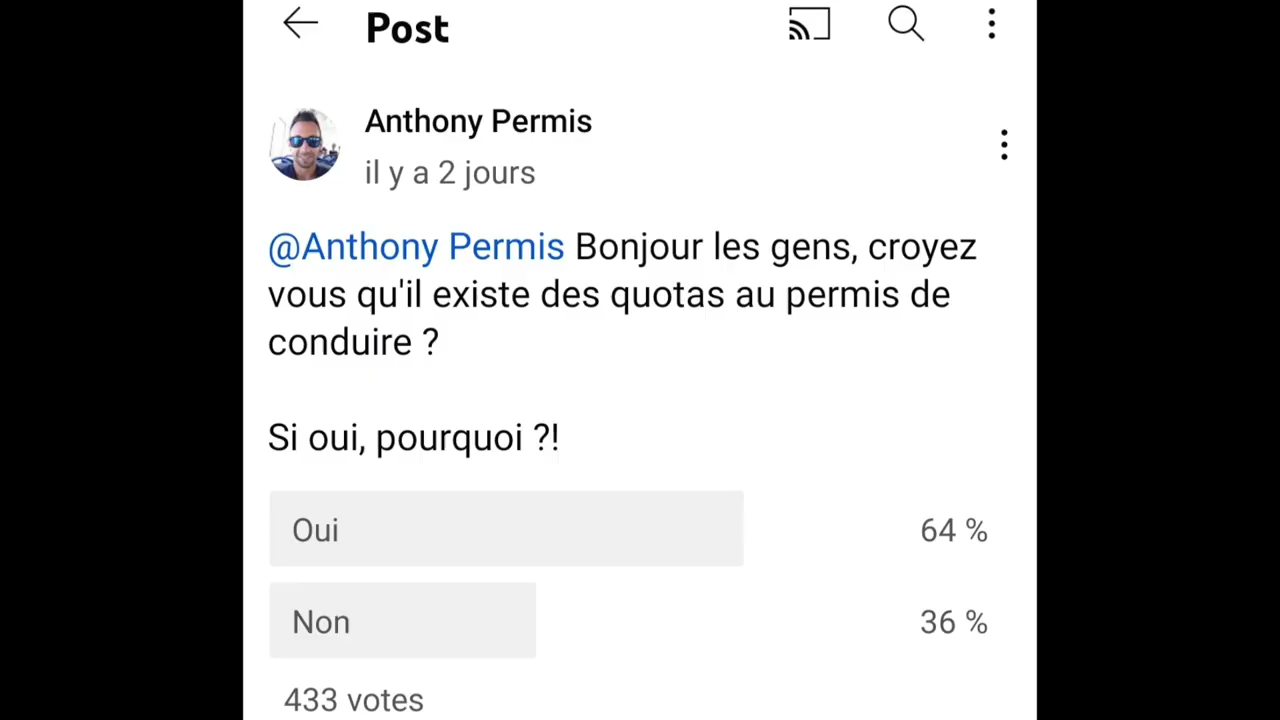 Post
Anthony Permis
il y a 2 jours
@Anthony Permis Bonjour les gens, croyez
vous qu'il existe des quotas au permis de
conduire ?
Si oui, pourquoi ?!
Oui 64 %
Non 36 %
433 votes